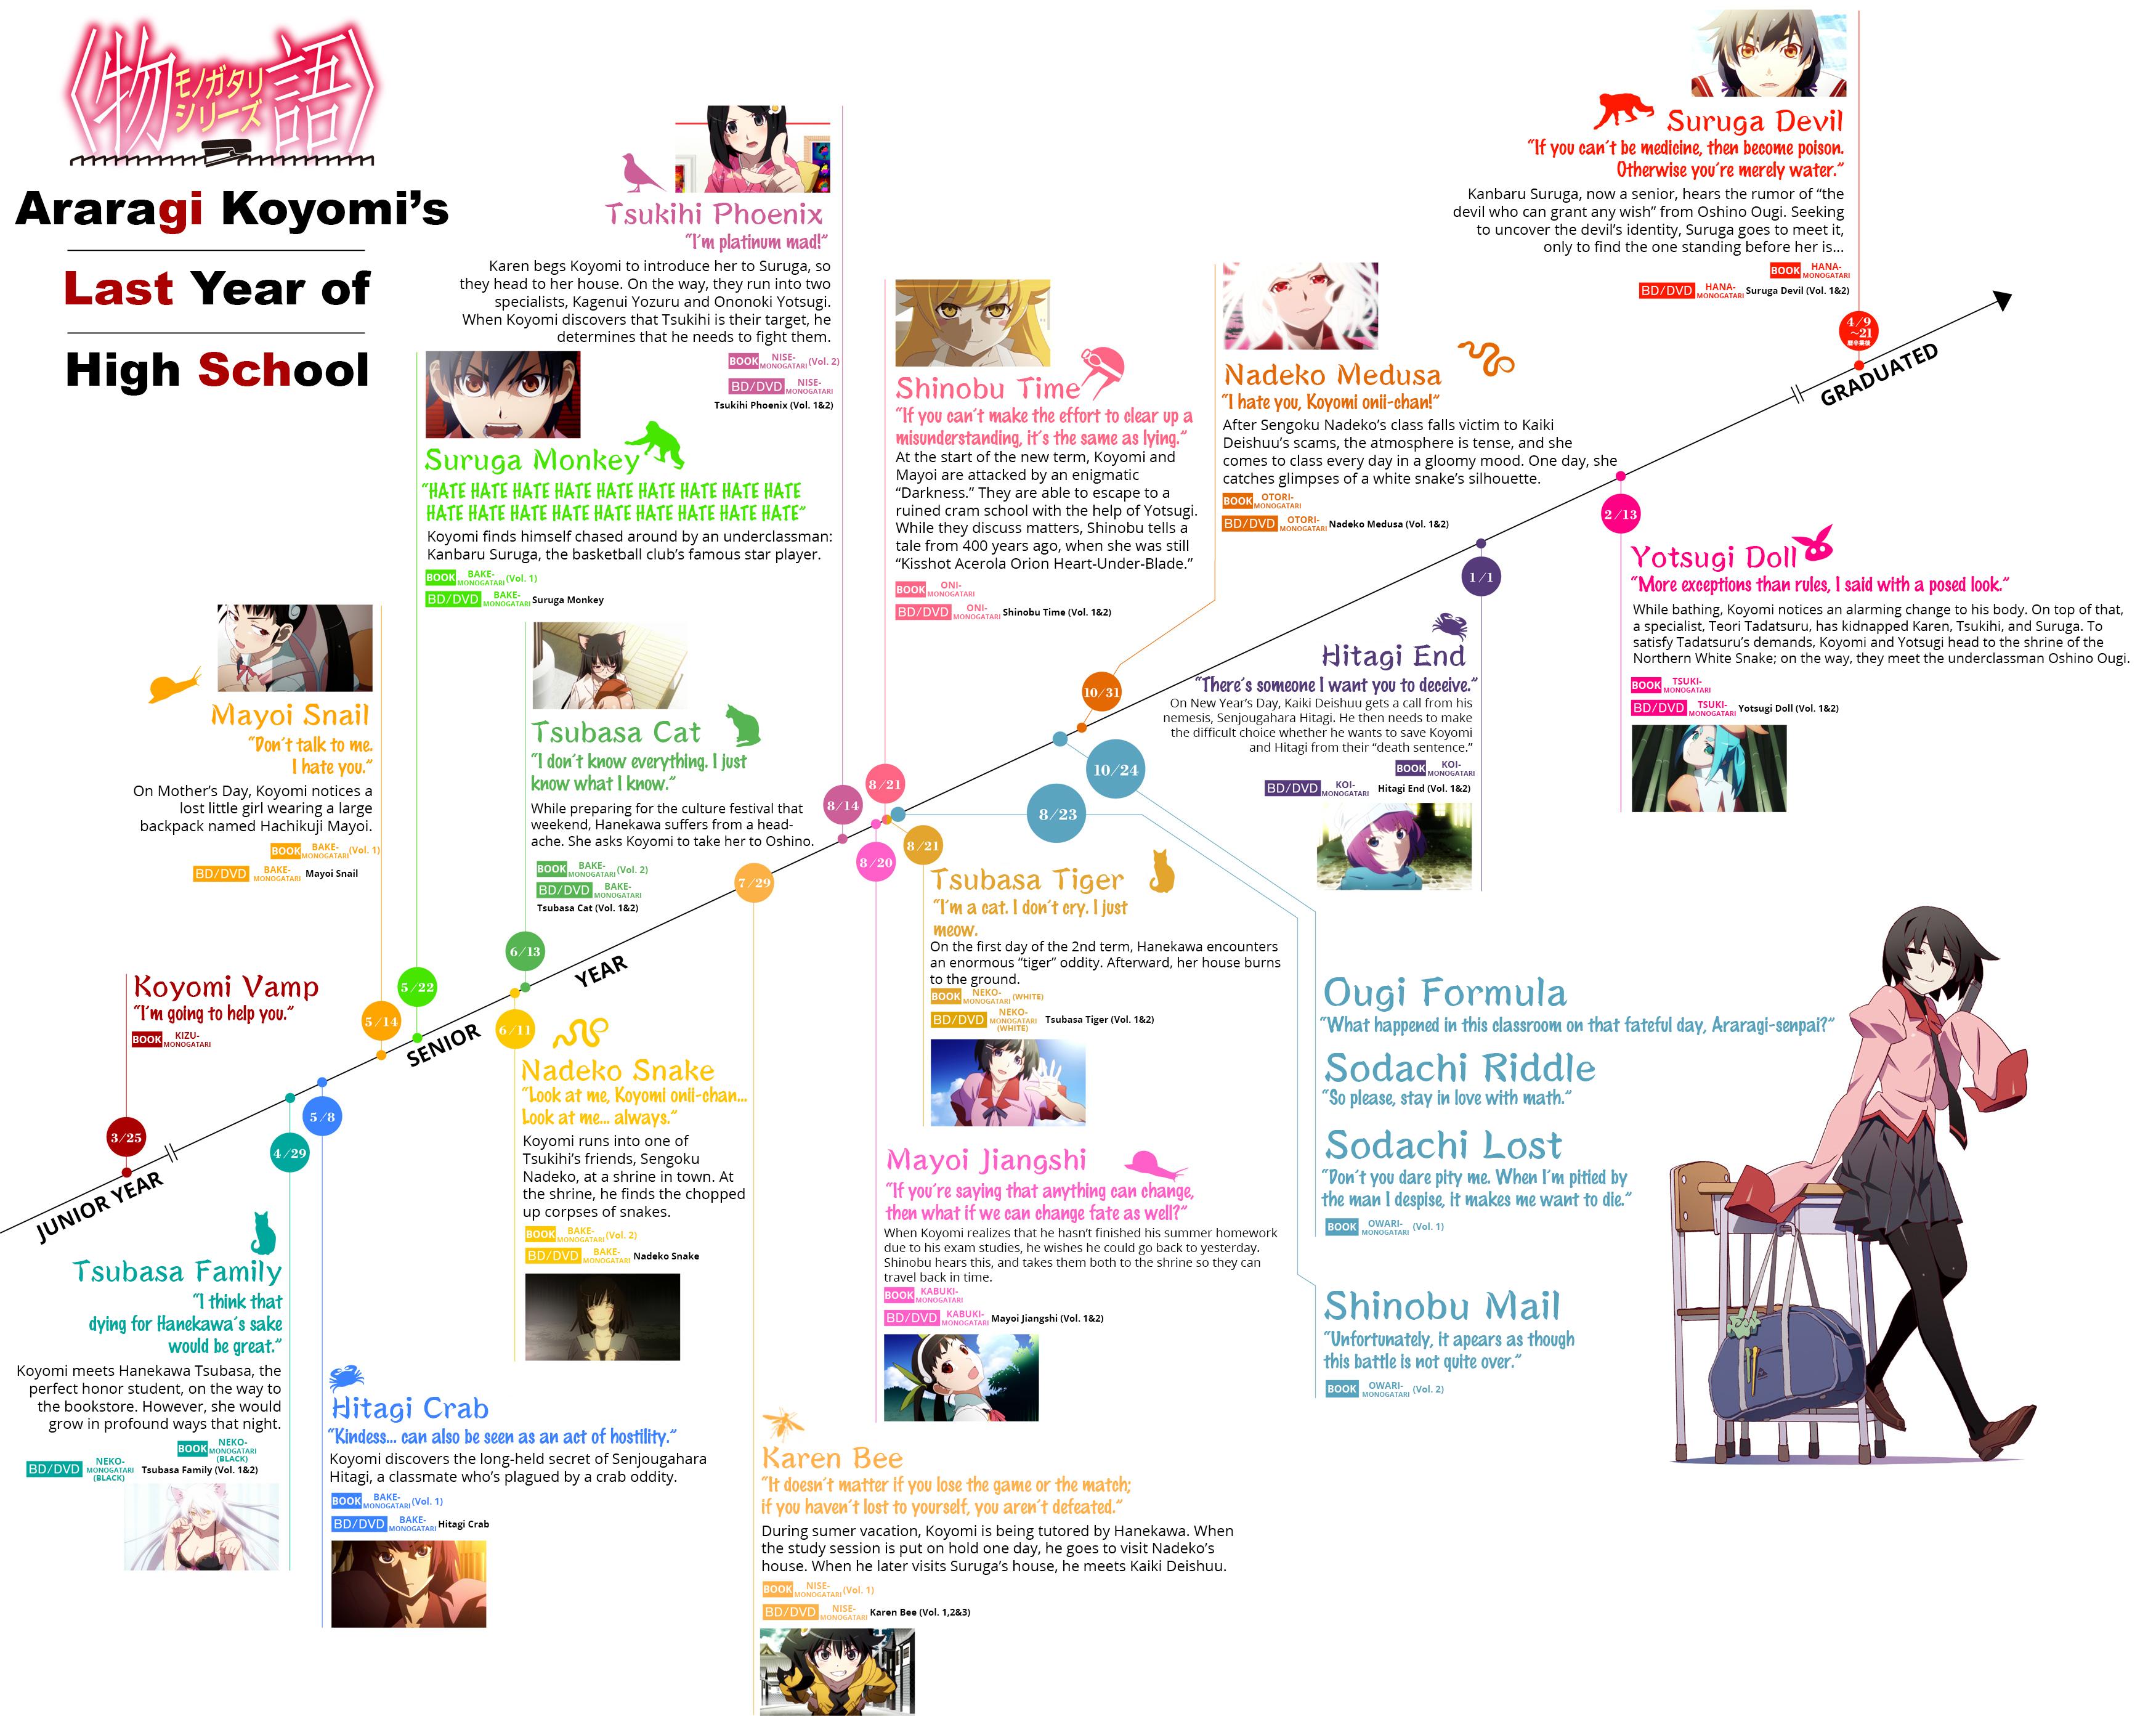 〈物語〉
モノガタリ
シリーズ
Araragi Koyomi's
Last Year of
High School
JUNIOR YEAR
SENIOR
YEAR
GRADUATED
3/25
Koyomi Vamp
"I'm going to help you."
BOOK KIZU-
MONOGATARI
4/29
Tsubasa Family
"I think that
dying for Hanekawa's sake
would be great."
Koyomi meets Hanekawa Tsubasa, the
perfect honor student, on the way to
the bookstore. However, she would
grow in profound ways that night.
BOOK NEKO-
MONOGATARI
(BLACK)
BD/DVD NEKO-
MONOGATARI
(BLACK)
Tsubasa Family (Vol. 1&2)
5/8
Hitagi Crab
"Kindess... can also be seen as an act of hostility."
Koyomi discovers the long-held secret of Senjougahara
Hitagi, a classmate who's plagued by a crab oddity.
BOOK BAKE-
MONOGATARI (Vol. 1)
BD/DVD BAKE-
MONOGATARI Hitagi Crab
5/14
Mayoi Snail
"Don't talk to me.
I hate you."
On Mother's Day, Koyomi notices a
lost little girl wearing a large
backpack named Hachikuji Mayoi.
BOOK BAKE-
MONOGATARI (Vol. 1)
BD/DVD BAKE-
MONOGATARI Mayoi Snail
5/22
Suruga Monkey
"HATE HATE HATE HATE HATE HATE HATE HATE HATE
HATE HATE HATE HATE HATE HATE HATE HATE HATE"
Koyomi finds himself chased around by an underclassman:
Kanbaru Suruga, the basketball club's famous star player.
BOOK BAKE-
MONOGATARI (Vol. 1)
BD/DVD BAKE-
MONOGATARI Suruga Monkey
6/11
Nadeko Snake
"Look at me, Koyomi onii-chan...
Look at me... always."
Koyomi runs into one of
Tsukihi's friends, Sengoku
Nadeko, at a shrine in town. At
the shrine, he finds the chopped
up corpses of snakes.
BOOK BAKE-
MONOGATARI (Vol. 2)
BD/DVD BAKE-
MONOGATARI Nadeko Snake
6/13
Tsubasa Cat
"I don't know everything. I just
know what I know."
While preparing for the culture festival that
weekend, Hanekawa suffers from a head-
ache. She asks Koyomi to take her to Oshino.
BOOK BAKE-
MONOGATARI (Vol. 2)
BD/DVD BAKE-
MONOGATARI
Tsubasa Cat (Vol. 1&2)
7/29
Karen Bee
"It doesn't matter if you lose the game or the match;
if you haven't lost to yourself, you aren't defeated."
During sumer vacation, Koyomi is being tutored by Hanekawa. When
the study session is put on hold one day, he goes to visit Nadeko's
house. When he later visits Suruga's house, he meets Kaiki Deishuu.
BOOK NISE-
MONOGATARI (Vol. 1)
BD/DVD NISE-
MONOGATARI Karen Bee (Vol. 1,2&3)
8/14
Tsukihi Phoenix
"I'm platinum mad!"
Karen begs Koyomi to introduce her to Suruga, so
they head to her house. On the way, they run into two
specialists, Kagenui Yozuru and Ononoki Yotsugi.
When Koyomi discovers that Tsukihi is their target, he
determines that he needs to fight them.
BOOK NISE-
MONOGATARI (Vol. 2)
BD/DVD NISE-
MONOGATARI
Tsukihi Phoenix (Vol. 1&2)
8/20
Mayoi Jiangshi
"If you're saying that anything can change,
then what if we can change fate as well?"
When Koyomi realizes that he hasn't finished his summer homework
due to his exam studies, he wishes he could go back to yesterday.
Shinobu hears this, and takes them both to the shrine so they can
travel back in time.
BOOK KABUKI-
MONOGATARI
BD/DVD KABUKI-
MONOGATARI Mayoi Jiangshi (Vol. 1&2)
8/21
Shinobu Time
"If you can't make the effort to clear up a
misunderstanding, it's the same as lying."
At the start of the new term, Koyomi and
Mayoi are attacked by an enigmatic
"Darkness." They are able to escape to a
ruined cram school with the help of Yotsugi.
While they discuss matters, Shinobu tells a
tale from 400 years ago, when she was still
"Kisshot Acerola Orion Heart-Under-Blade."
BOOK ONI-
MONOGATARI
BD/DVD ONI-
MONOGATARI Shinobu Time (Vol. 1&2)
8/21
Tsubasa Tiger
"I'm a cat. I don't cry. I just
meow.
On the first day of the 2nd term, Hanekawa encounters
an enormous "tiger" oddity. Afterward, her house burns
to the ground.
BOOK NEKO-
MONOGATARI (WHITE)
BD/DVD NEKO-
MONOGATARI
(WHITE)
Tsubasa Tiger (Vol. 1&2)
8/23
10/24
Ougi Formula
"What happened in this classroom on that fateful day, Araragi-senpai?"
Sodachi Riddle
"So please, stay in love with math."
Sodachi Lost
"Don't you dare pity me. When I'm pitied by
the man I despise, it makes me want to die."
BOOK OWARI-
MONOGATARI (Vol. 1)
Shinobu Mail
"Unfortunately, it apears as though
this battle is not quite over."
BOOK OWARI-
MONOGATARI (Vol. 2)
10/31
Nadeko Medusa
"I hate you, Koyomi onii-chan!"
After Sengoku Nadeko's class falls victim to Kaiki
Deishuu's scams, the atmosphere is tense, and she
comes to class every day in a gloomy mood. One day, she
catches glimpses of a white snake's silhouette.
BOOK OTORI-
MONOGATARI
BD/DVD OTORI-
MONOGATARI Nadeko Medusa (Vol. 1&2)
1/1
Hitagi End
"There's someone I want you to deceive."
On New Year's Day, Kaiki Deishuu gets a call from his
nemesis, Senjougahara Hitagi. He then needs to make
the difficult choice whether he wants to save Koyomi
and Hitagi from their "death sentence."
BOOK KOI-
MONOGATARI
BD/DVD KOI-
MONOGATARI Hitagi End (Vol. 1&2)
2/13
Yotsugi Doll
"More exceptions than rules, I said with a posed look."
While bathing, Koyomi notices an alarming change to his body. On top of that,
a specialist, Teori Tadatsuru, has kidnapped Karen, Tsukihi, and Suruga. To
satisfy Tadatsuru's demands, Koyomi and Yotsugi head to the shrine of the
Northern White Snake; on the way, they meet the underclassman Oshino Ougi.
BOOK TSUKI-
MONOGATARI
BD/DVD TSUKI-
MONOGATARI Yotsugi Doll (Vol. 1&2)
4/9
~21
Suruga Devil
"If you can't be medicine, then become poison.
Otherwise you're merely water."
Kanbaru Suruga, now a senior, hears the rumor of "the
devil who can grant any wish" from Oshino Ougi. Seeking
to uncover the devil's identity, Suruga goes to meet it,
only to find the one standing before her is...
BOOK HANA-
MONOGATARI
BD/DVD HANA-
MONOGATARI Suruga Devil (Vol. 1&2)